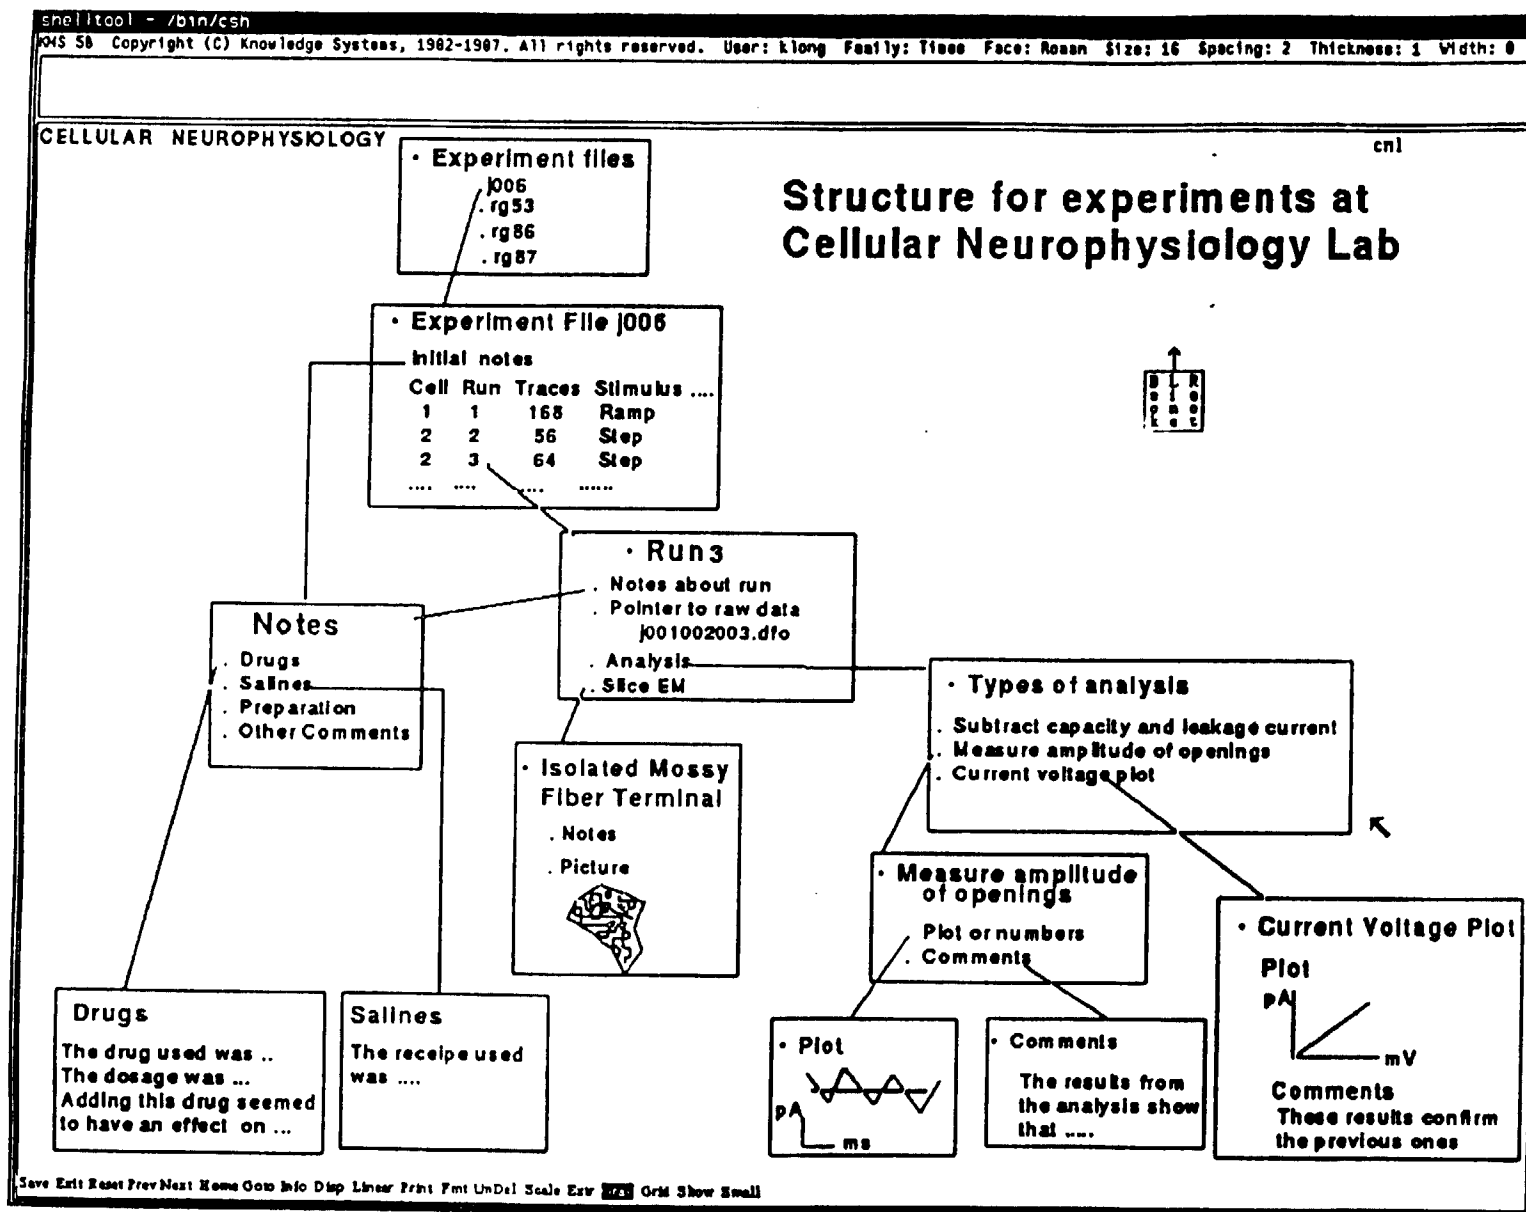 shelltool - /bin/csh
KMS 5B Copyright (C) Knowledge Systems, 1982-1987. All rights reserved. User: klong Family: Times Face: Roman Size: 16 Spacing: 2 Thickness: 1 Width: 0
CELLULAR NEUROPHYSIOLOGY
cnl
Structure for experiments at
Cellular Neurophysiology Lab
· Experiment files
j006
. rg53
. rg86
. rg87
· Experiment File j006
Initial notes
Cell Run Traces Stimulus ....
1 1 168 Ramp
2 2 56 Step
2 3 64 Step
.... .... ..... ......
· Run 3
. Notes about run
. Pointer to raw data
j001002003.dfo
. Analysis
. Slice EM
Notes
. Drugs
. Salines
. Preparation
. Other Comments
· Types of analysis
. Subtract capacity and leakage current
. Measure amplitude of openings
. Current voltage plot
· Isolated Mossy
Fiber Terminal
. Notes
. Picture
· Measure amplitude
of openings
. Plot or numbers
. Comments
· Current Voltage Plot
Plot
pA
mV
Comments
These results confirm
the previous ones
Drugs
The drug used was ..
The dosage was ...
Adding this drug seemed
to have an effect on ...
Salines
The receipe used
was ....
· Plot
pA
ms
· Comments
The results from
the analysis show
that .....
Save Exit Reset Prev Next Home Goto Info Disp Linear Print Fmt UnDel Scale Extr Grid Show Small